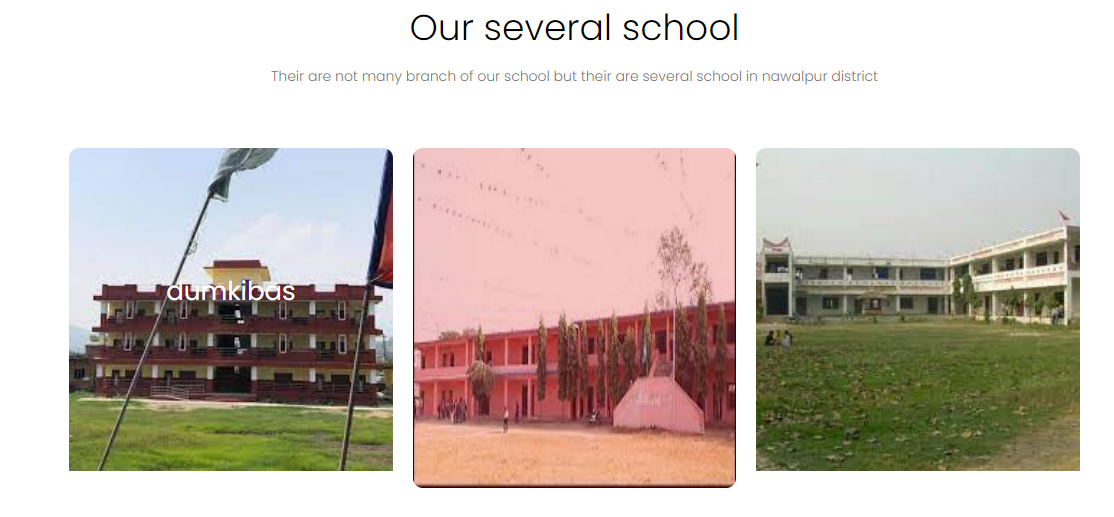 Our several school
Their are not many branch of our school but their are several school in nawalpur district
dumkibas